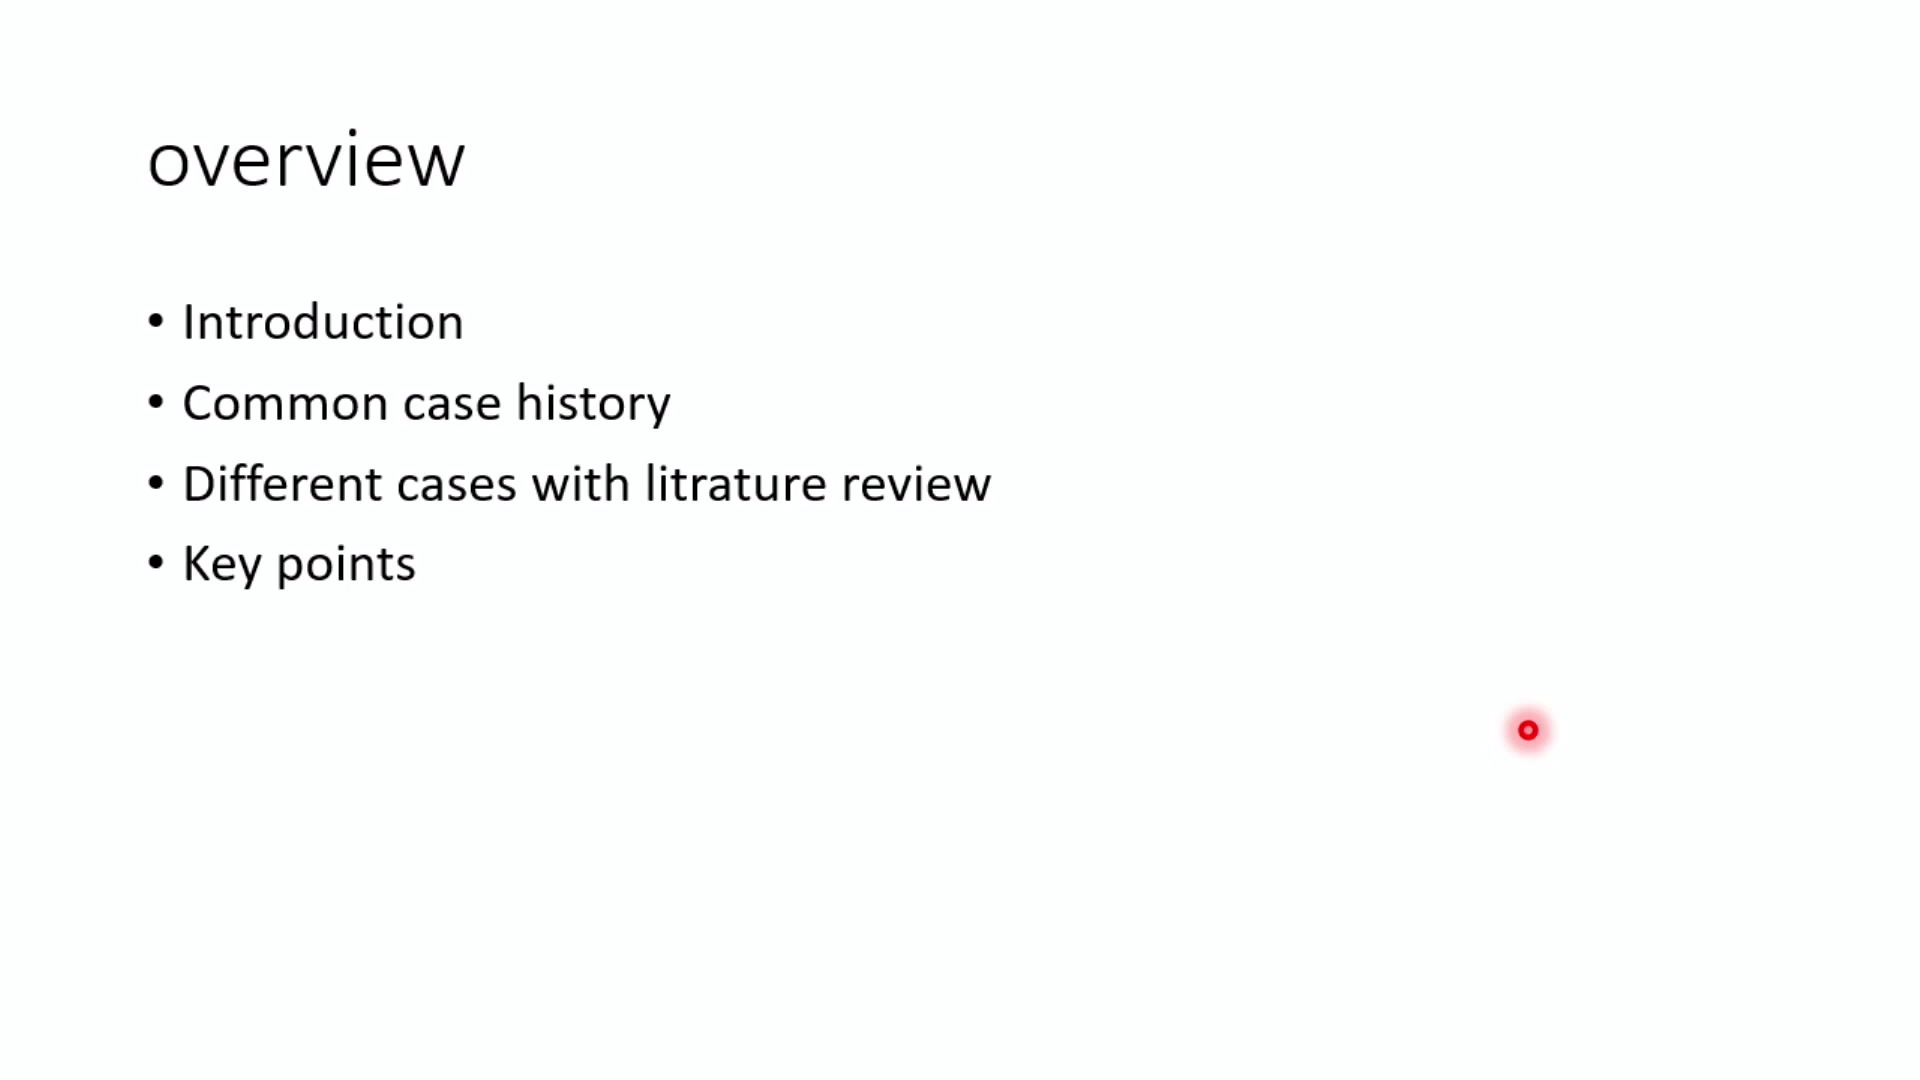 overview
• Introduction
• Common case history
• Different cases with litrature review
• Key points